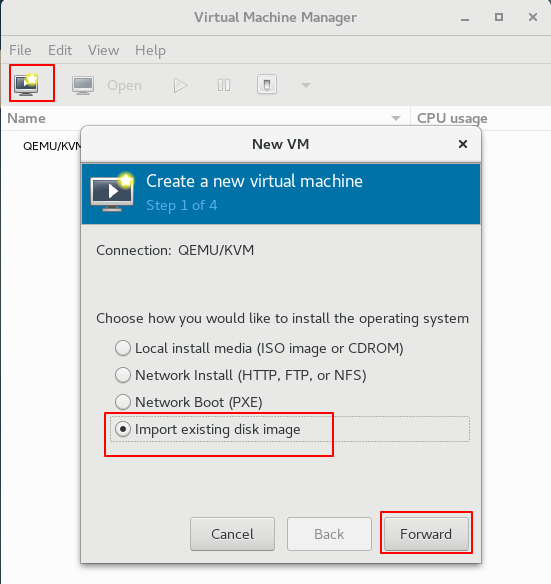 Virtual Machine Manager
File Edit View Help
Open
Name CPU usage
QEMU/KVM
New VM
Create a new virtual machine
Step 1 of 4
Connection: QEMU/KVM
Choose how you would like to install the operating system
Local install media (ISO image or CDROM)
Network Install (HTTP, FTP, or NFS)
Network Boot (PXE)
Import existing disk image
Cancel Back Forward